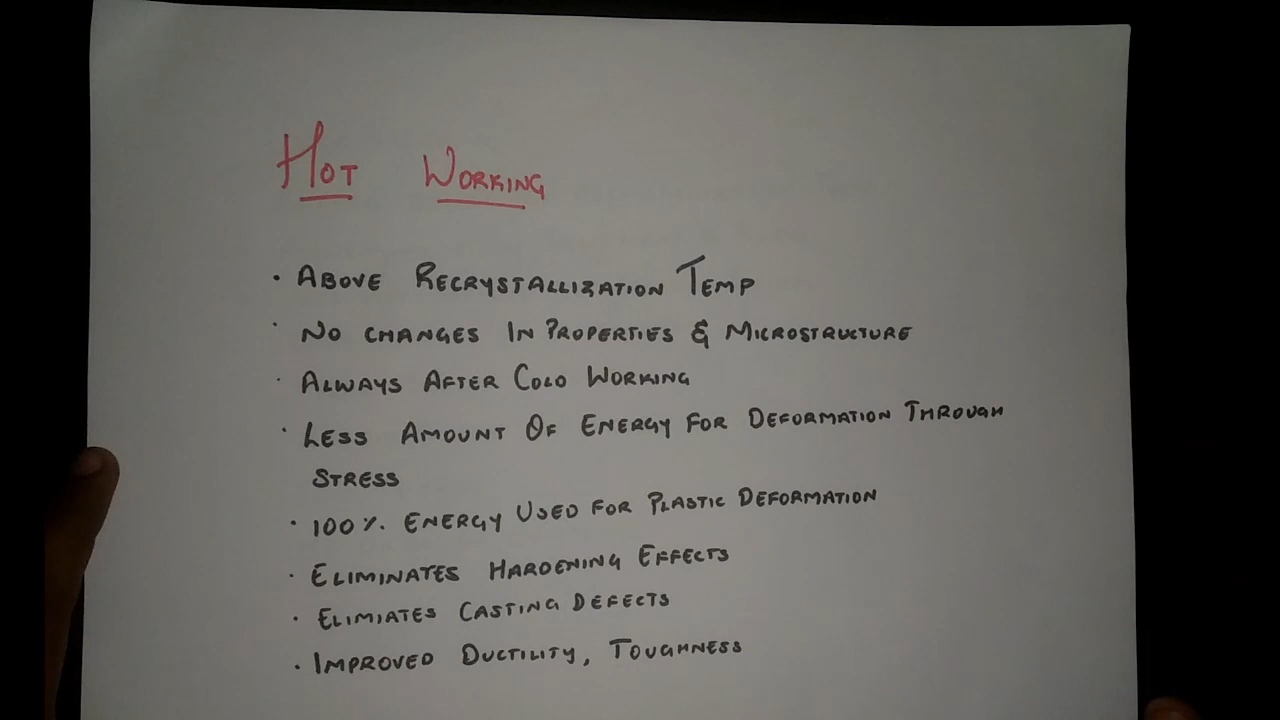 HOT WORKING
· ABOVE RECRYSTALLIZATION TEMP
· NO CHANGES IN PROPERTIES & MICROSTRUCTURE
· ALWAYS AFTER COLD WORKING
· LESS AMOUNT OF ENERGY FOR DEFORMATION THROUGH
STRESS
· 100%. ENERGY USED FOR PLASTIC DEFORMATION
· ELIMINATES HARDENING EFFECTS
· ELIMIATES CASTING DEFECTS
· IMPROVED DUCTILITY, TOUGHNESS